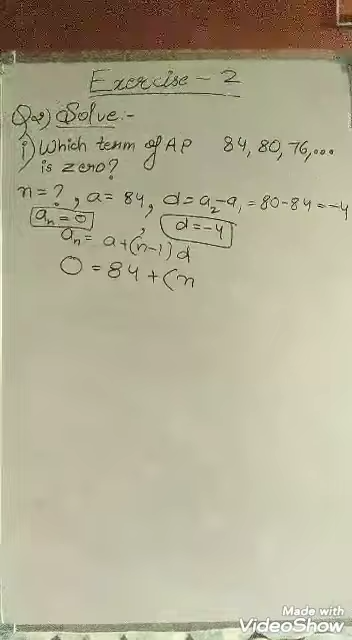 Exercise - 2
Q2) Solve:-
i) Which term of AP 84, 80, 76,...
is zero?
n = ? , a = 84, d = a₂-a₁ = 80-84 = -4
aₙ = 0 , d = -4
aₙ = a+(n-1)d
0 = 84 + (n
Made with
VideoShow